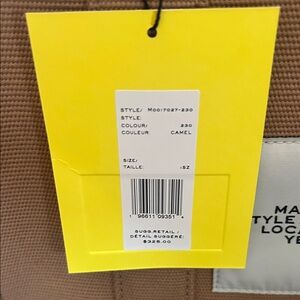 STYLE/ M0017027-230
STYLE:
COLOUR/ 230
COULEUR: CAMEL
SIZE/
TAILLE: 1SZ
1 96611 09351 4
SUGG.RETAIL /
DÉTAIL SUGGÉRÉ:
$325.00
MA
TYLE
LOCA
YE